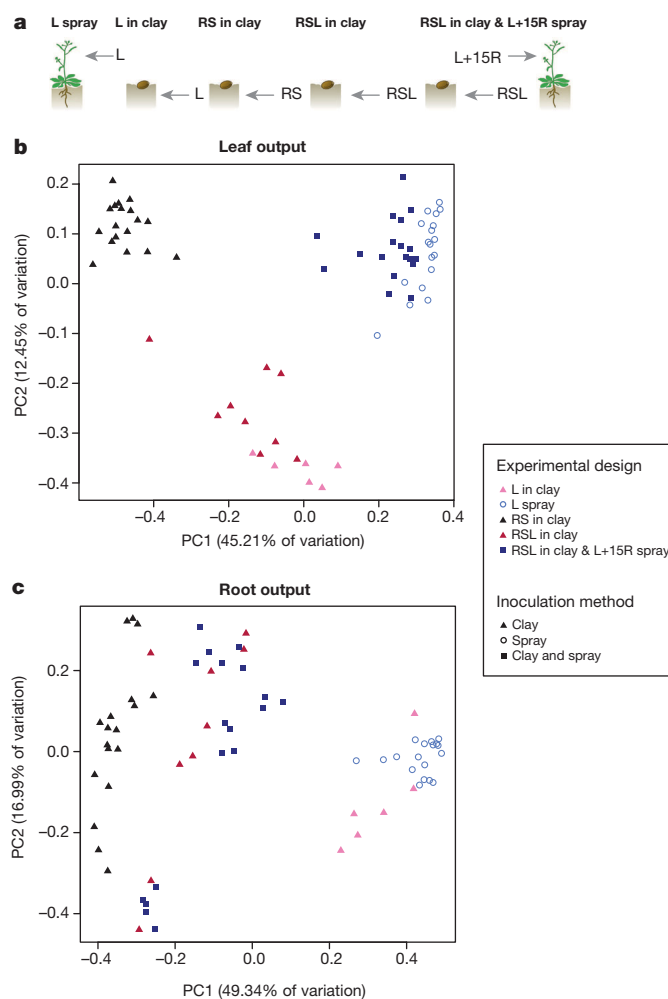 a
L spray L in clay RS in clay RSL in clay RSL in clay & L+15R spray
L
L+15R
L RS RSL RSL
b
Leaf output
0.2
0.1
0.0
−0.1
−0.2
−0.3
−0.4
PC2 (12.45% of variation)
−0.4 −0.2 0.0 0.2 0.4
PC1 (45.21% of variation)
Experimental design
L in clay
L spray
RS in clay
RSL in clay
RSL in clay & L+15R spray
Inoculation method
Clay
Spray
Clay and spray
c
Root output
0.2
0.0
−0.2
−0.4
PC2 (16.99% of variation)
−0.4 −0.2 0.0 0.2 0.4
PC1 (49.34% of variation)